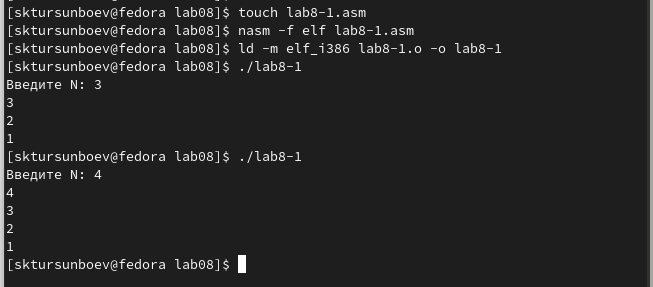 [sktursunboev@fedora lab08]$ touch lab8-1.asm
[sktursunboev@fedora lab08]$ nasm -f elf lab8-1.asm
[sktursunboev@fedora lab08]$ ld -m elf_i386 lab8-1.o -o lab8-1
[sktursunboev@fedora lab08]$ ./lab8-1
Введите N: 3
3
2
1
[sktursunboev@fedora lab08]$ ./lab8-1
Введите N: 4
4
3
2
1
[sktursunboev@fedora lab08]$